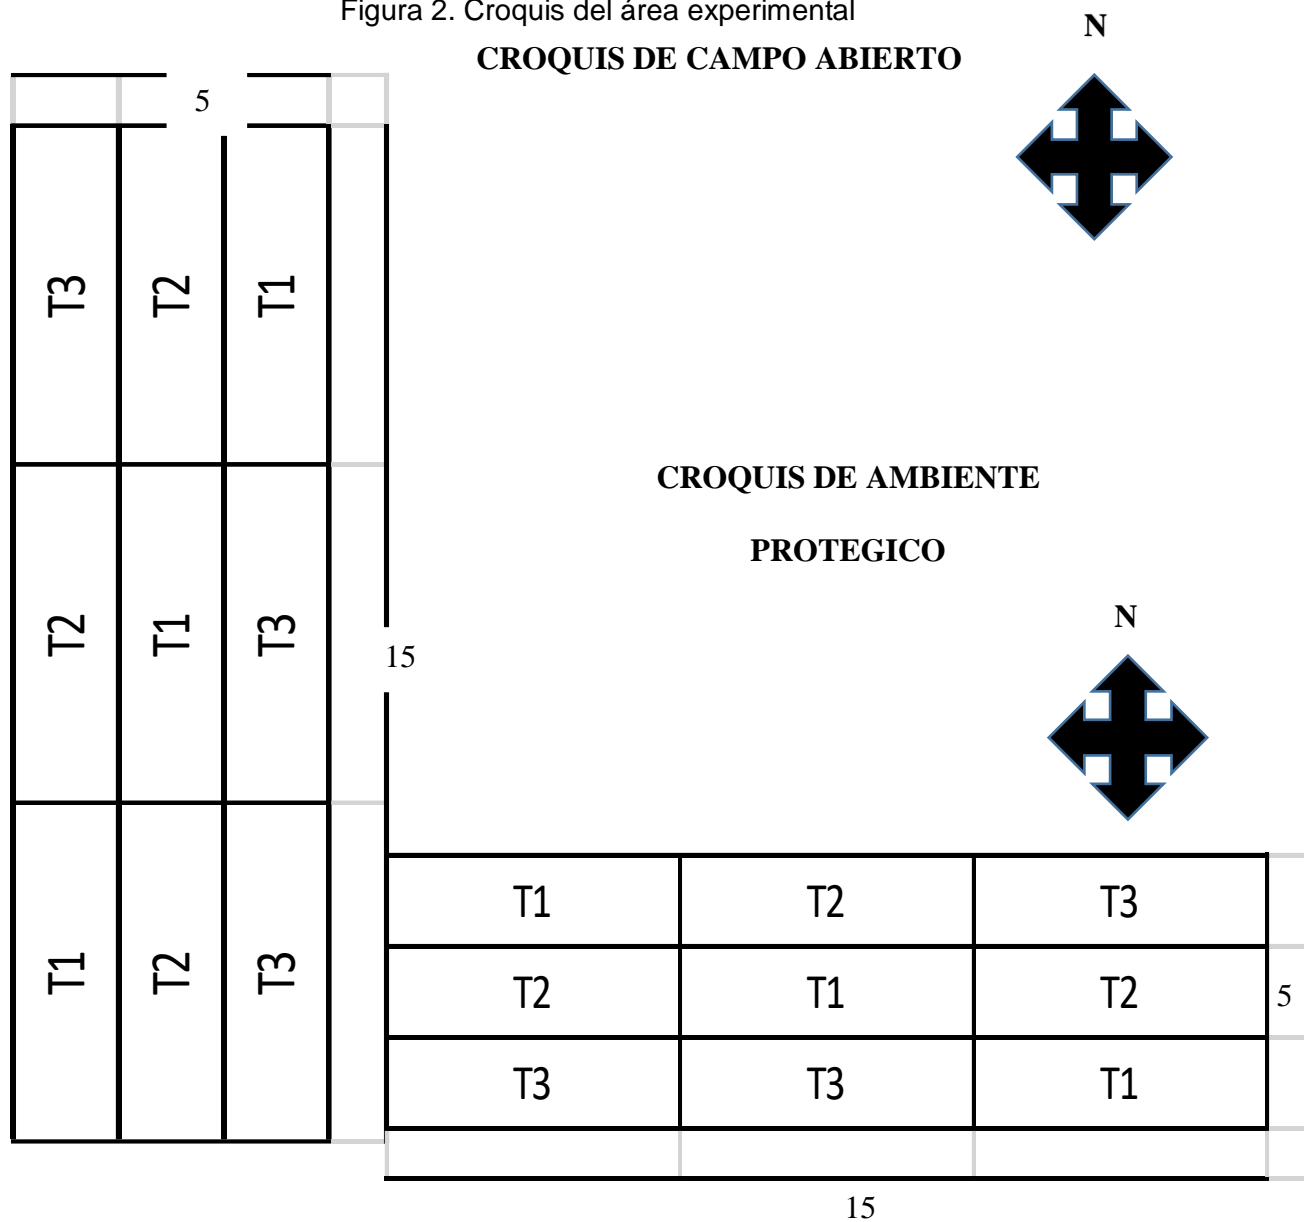 Figura 2. Croquis del área experimental
N
CROQUIS DE CAMPO ABIERTO
5
T3 T2 T1
CROQUIS DE AMBIENTE
PROTEGICO
N
T2 T1 T3
15
T1 T2 T3
T1 T2 T3
T2 T1 T2
5
T3 T3 T1
15